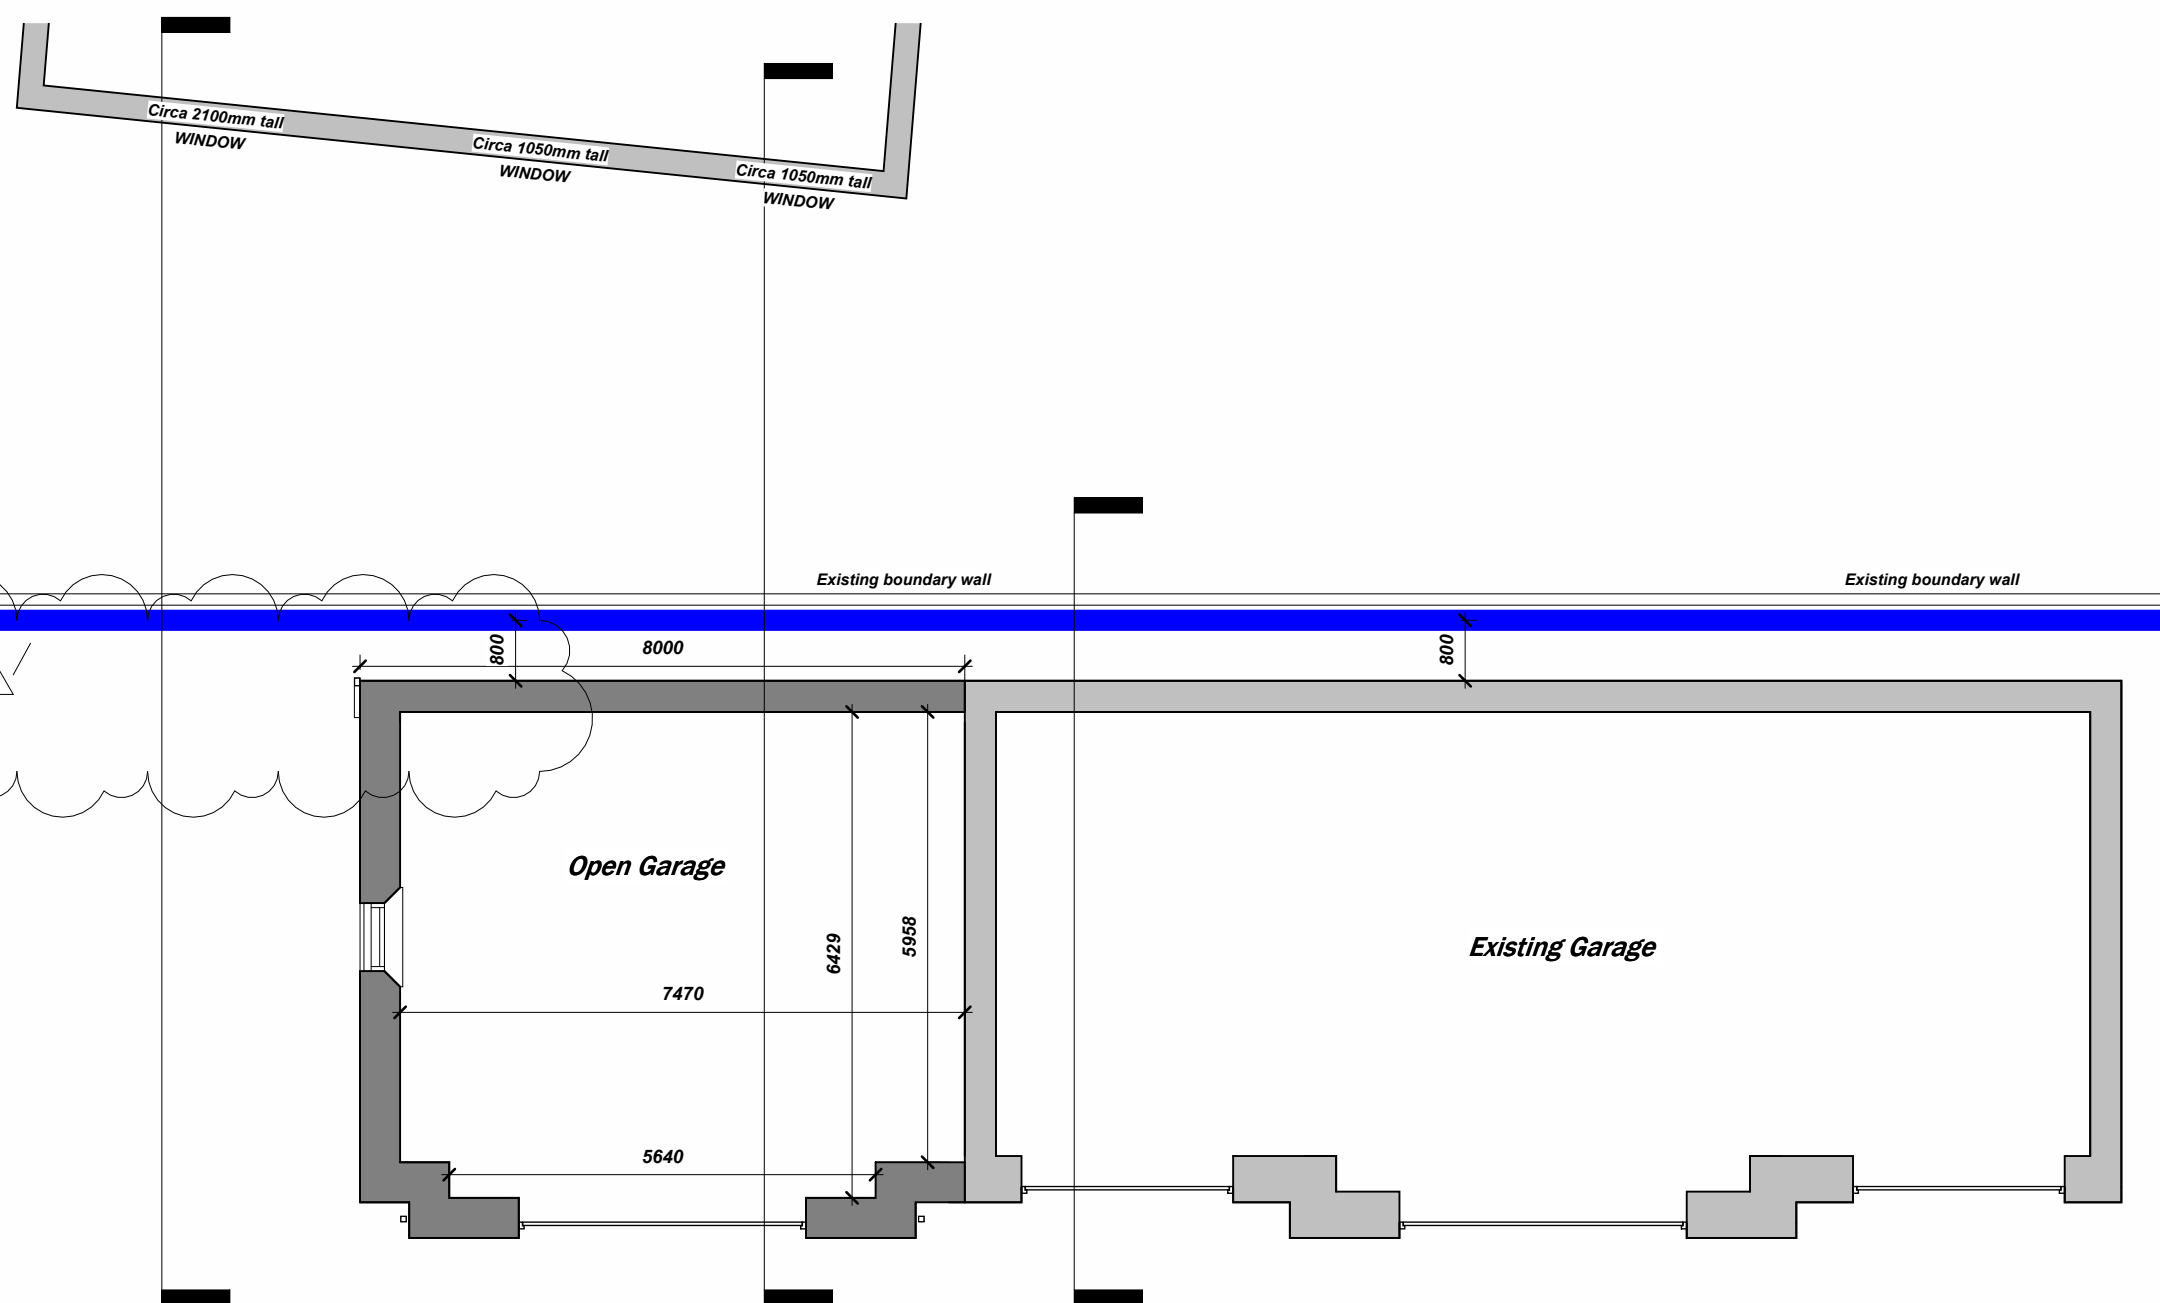 Circa 2100mm tall
WINDOW
Circa 1050mm tall
WINDOW
Circa 1050mm tall
WINDOW
Existing boundary wall
Existing boundary wall
800
8000
800
Open Garage
Existing Garage
6429
5958
7470
5640